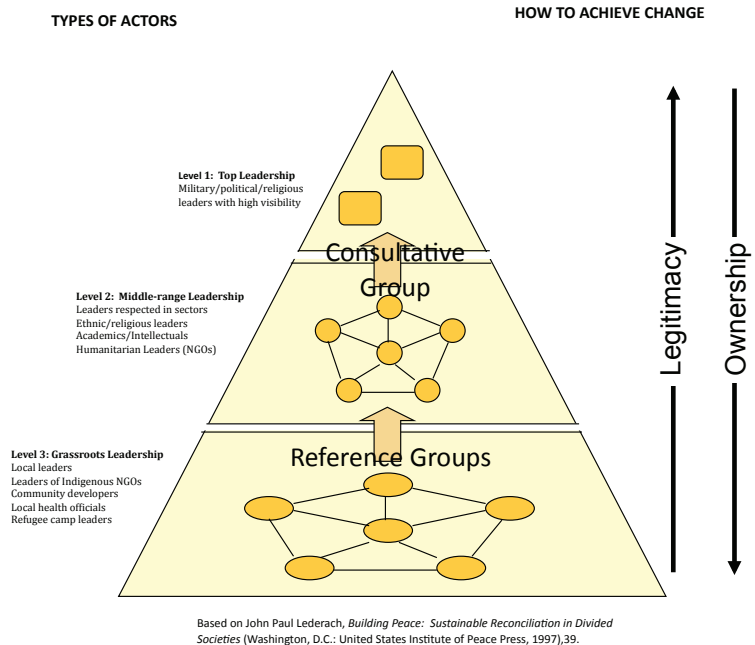 TYPES OF ACTORS
HOW TO ACHIEVE CHANGE
Level 1: Top Leadership
Military/political/religious
leaders with high visibility
Consultative
Group
Level 2: Middle-range Leadership
Leaders respected in sectors
Ethnic/religious leaders
Academics/Intellectuals
Humanitarian Leaders (NGOs)
Legitimacy
Ownership
Level 3: Grassroots Leadership
Local leaders
Leaders of Indigenous NGOs
Community developers
Local health officials
Refugee camp leaders
Reference Groups
Based on John Paul Lederach, Building Peace: Sustainable Reconciliation in Divided
Societies (Washington, D.C.: United States Institute of Peace Press, 1997),39.